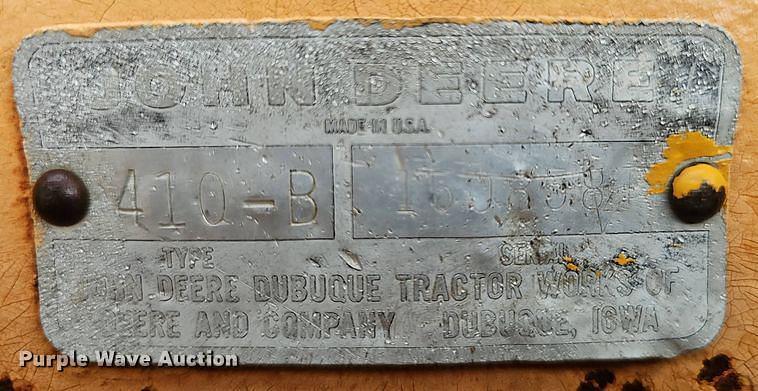 JOHN DEERE
MADE IN U.S.A.
410-B
TYPE SERIAL
JOHN DEERE DUBUQUE TRACTOR WORKS OF
DEERE AND COMPANY DUBUQUE, IOWA
Purple Wave Auction